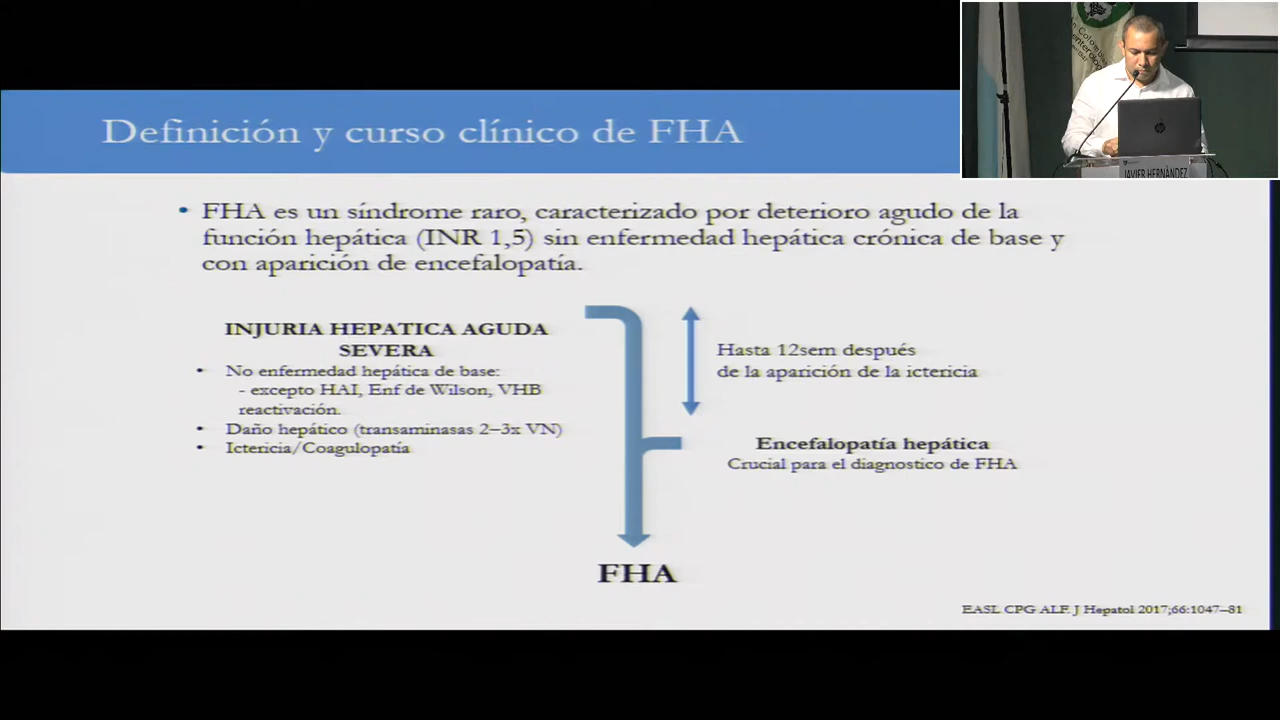 Definición y curso clínico de FHA
JAVIER HERNÀNDEZ
• FHA es un síndrome raro, caracterizado por deterioro agudo de la
función hepática (INR 1,5) sin enfermedad hepática crónica de base y
con aparición de encefalopatía.
INJURIA HEPATICA AGUDA
SEVERA
• No enfermedad hepática de base:
- excepto HAI, Enf de Wilson, VHB
reactivación.
• Daño hepático (transaminasas 2–3x VN)
• Ictericia/Coagulopatía
Hasta 12sem después
de la aparición de la ictericia
Encefalopatía hepática
Crucial para el diagnostico de FHA
FHA
EASL CPG ALF. J Hepatol 2017;66:1047–81